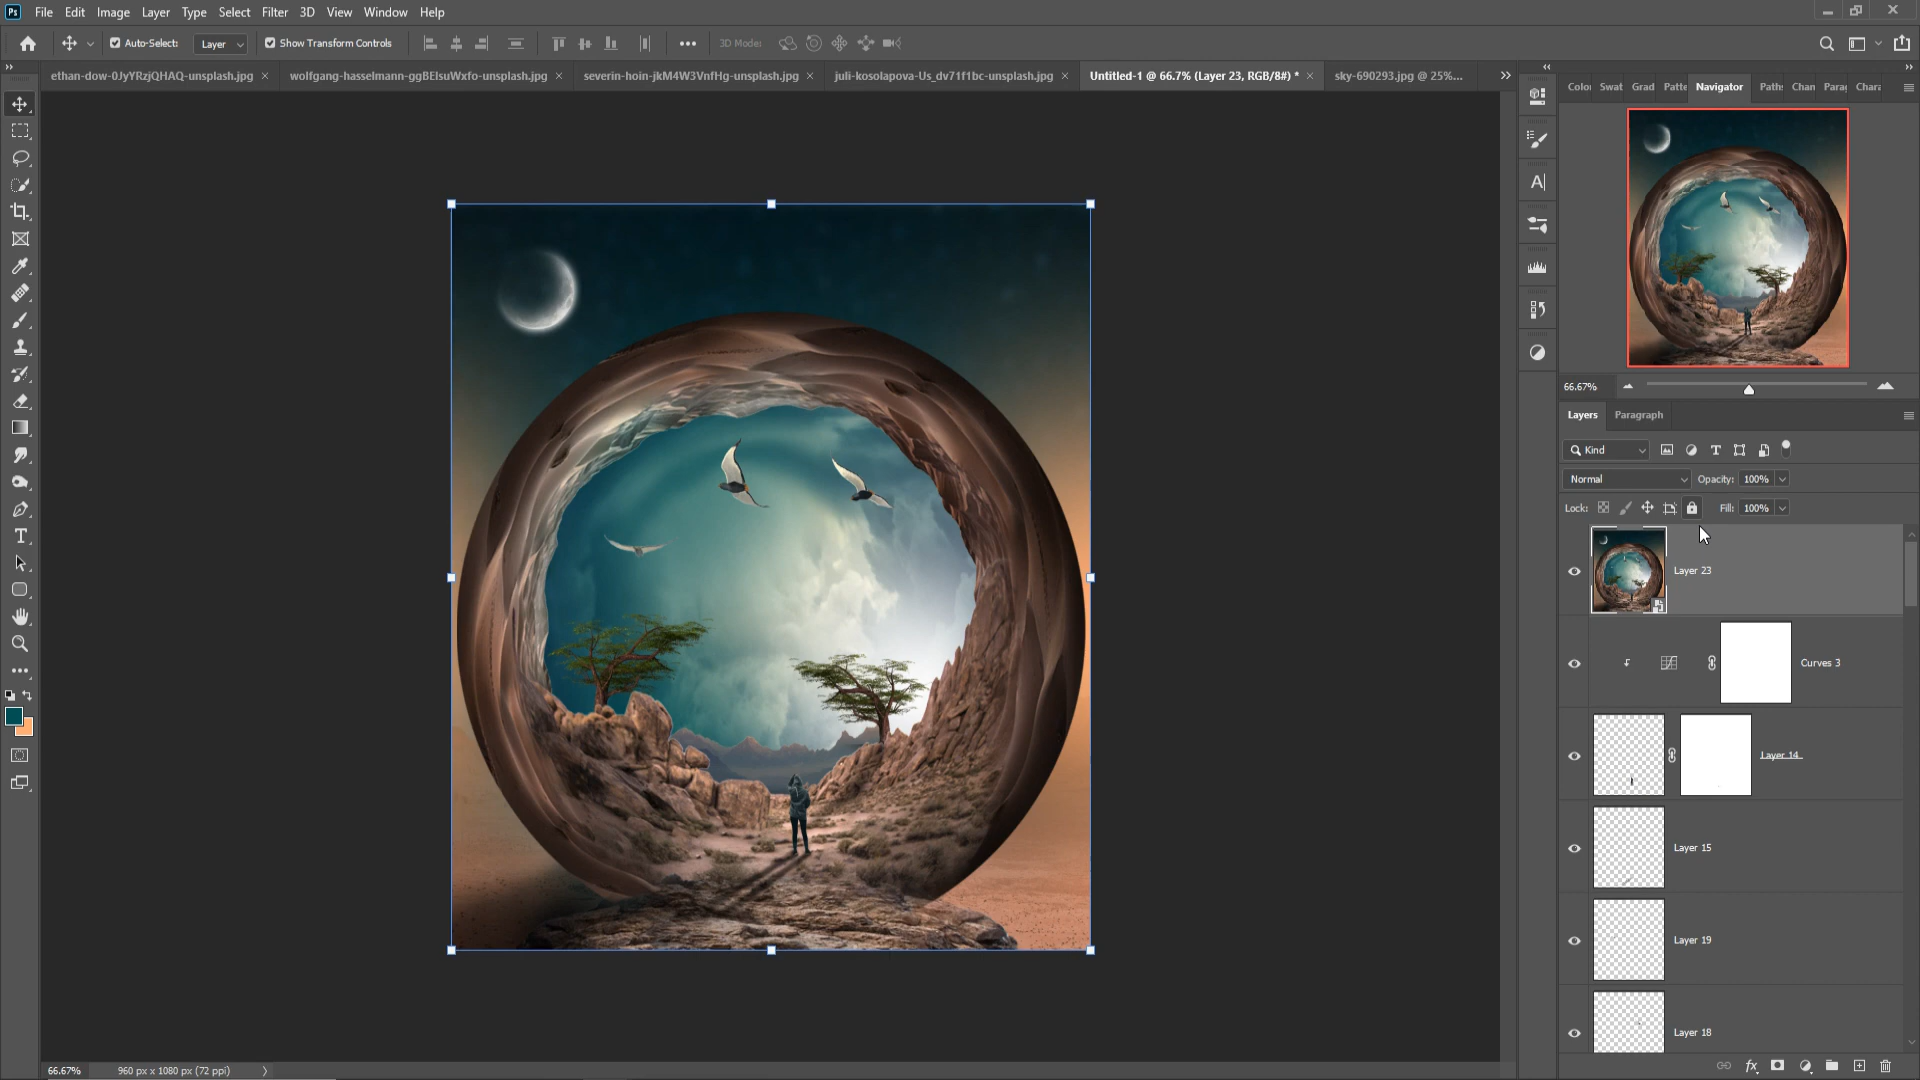 Ps File Edit Image Layer Type Select Filter 3D View Window Help
Auto-Select: Layer Show Transform Controls 3D Mode:
ethan-dow-0JyYRzjQHAQ-unsplash.jpg wolfgang-hasselmann-ggBEIsuWxfo-unsplash.jpg severin-hoin-jkM4W3VnfHg-unsplash.jpg juli-kosolapova-Us_dv71f1bc-unsplash.jpg Untitled-1 @ 66.7% (Layer 23, RGB/8#) * sky-690293.jpg @ 25%...
Colo Swat Grad Patte Navigator Paths Chan Para Chara
66.67%
Layers Paragraph
Kind
Normal Opacity: 100%
Lock: Fill: 100%
Layer 23
Curves 3
Layer 14
Layer 15
Layer 19
Layer 18
66.67% 960 px x 1080 px (72 ppi)